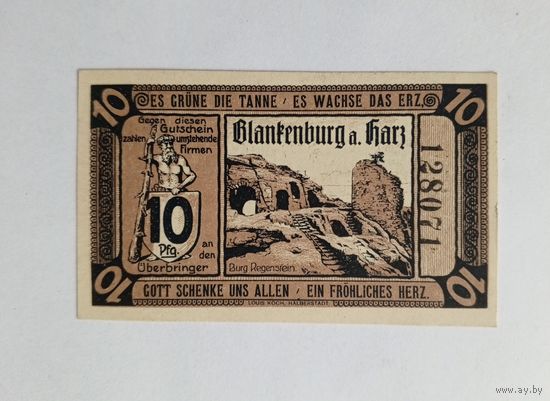 10
ES GRÜNE DIE TANNE / ES WACHSE DAS ERZ,
10
Gegen diesen
Gutschein
zahlen umstehende
Firmen
10
Pfg.
an
den
Überbringer
Blankenburg a. Harz
Burg Regenstein.
128071
10
GOTT SCHENKE UNS ALLEN / EIN FRÖHLICHES HERZ.
10
LOUIS KOCH, HALBERSTADT.
www.ay.by